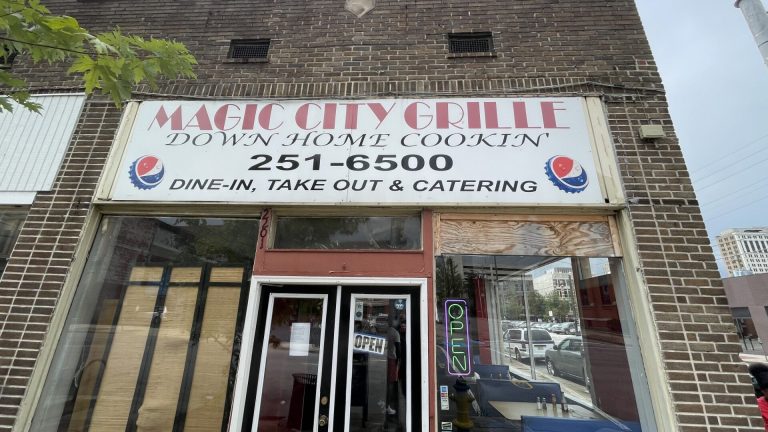 MAGIC CITY GRILLE
DOWN HOME COOKIN'
251-6500
DINE-IN, TAKE OUT & CATERING
OPEN
OPEN